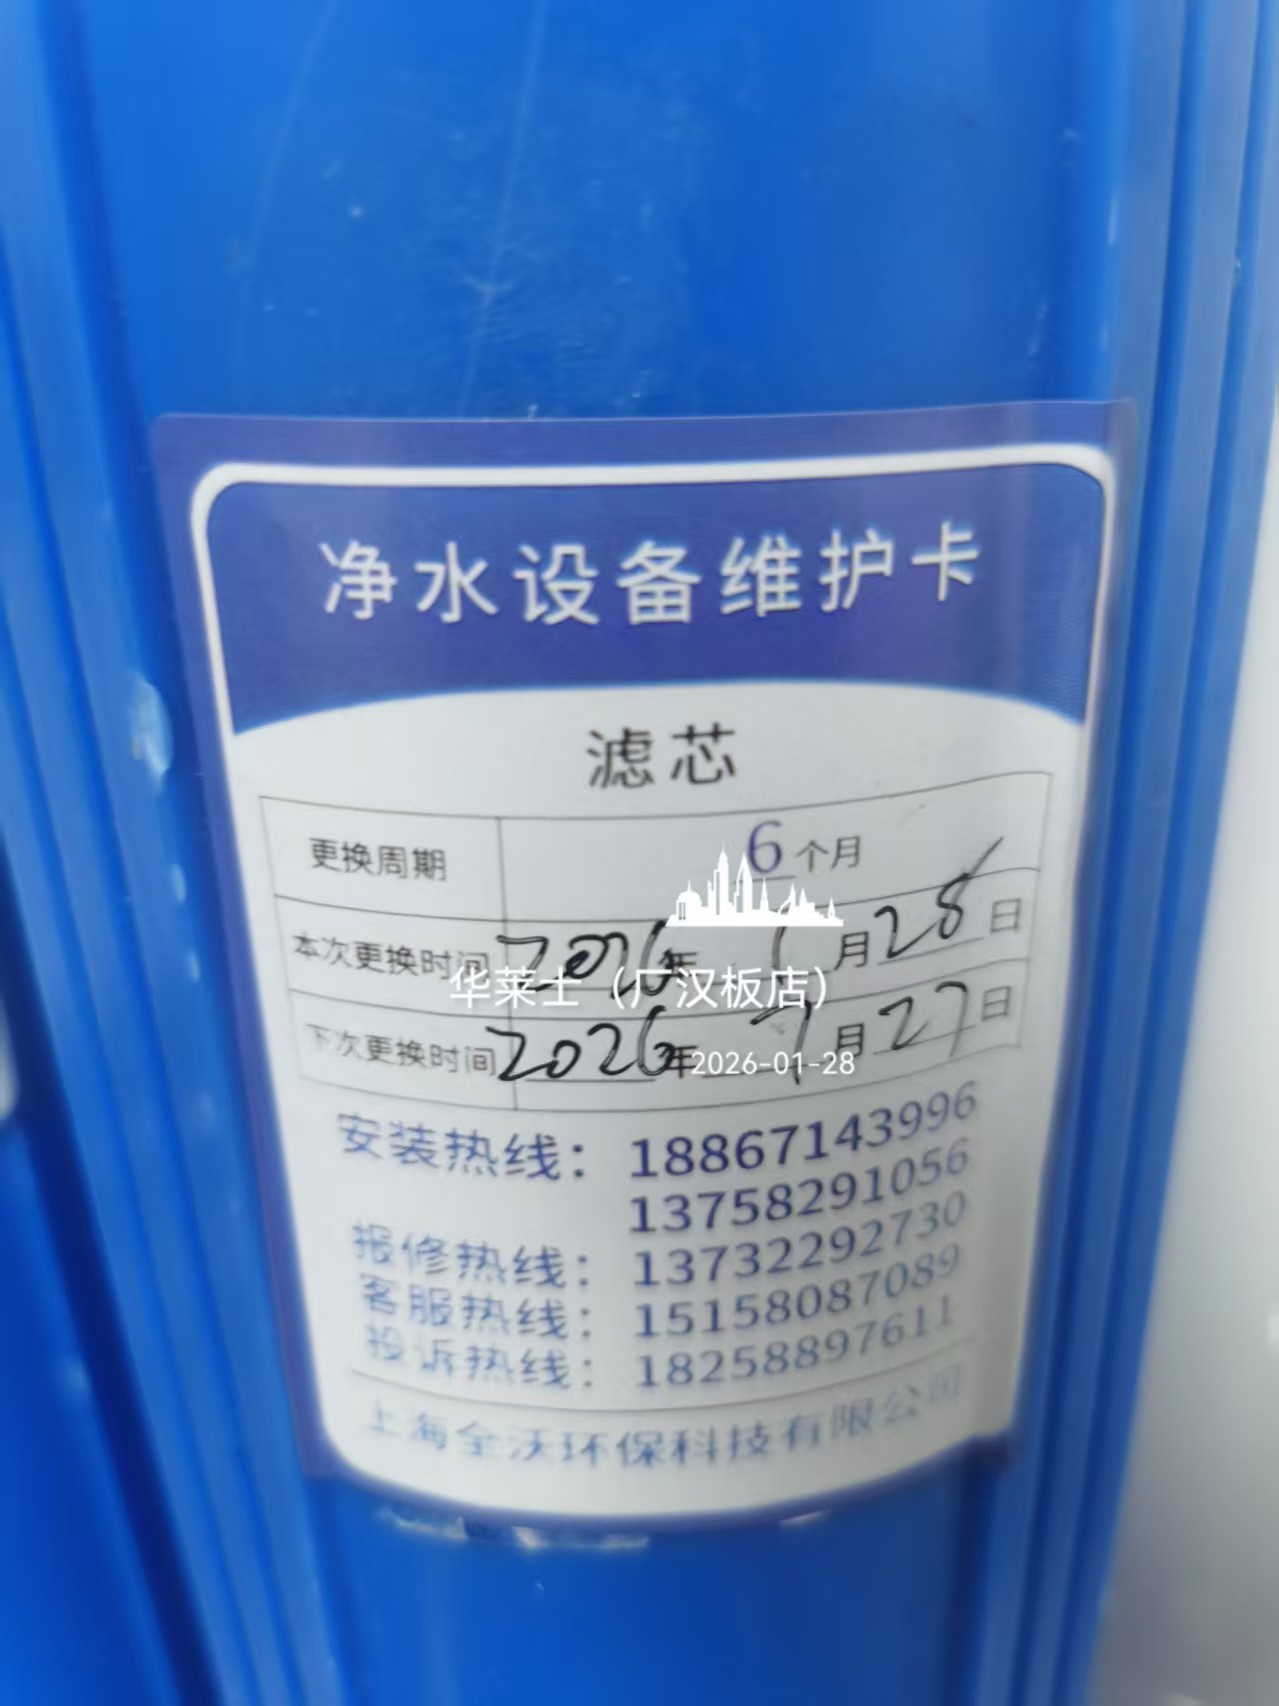 净水设备维护卡
滤芯
更换周期 6个月
本次更换时间 2026年 1月28日
华莱士（厂汉板店）
下次更换时间 2026年 7月27日
2026-01-28
安装热线：18867143996
13758291056
报修热线：13732292730
客服热线：15158087089
投诉热线：18258897611
上海全沃环保科技有限公司